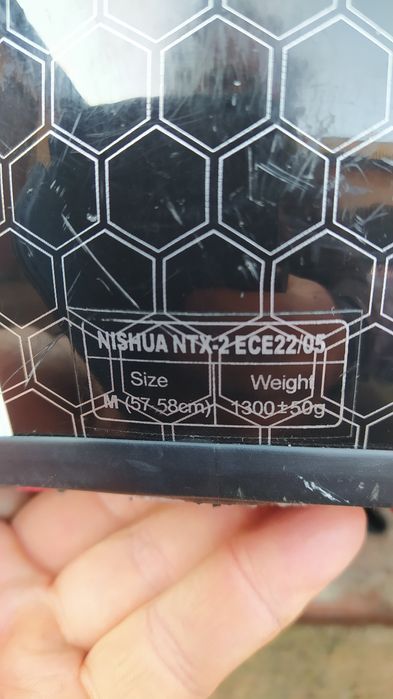 NISHUA NTX-2 ECE22/05
Size Weight
M (57-58cm) 1300±50g